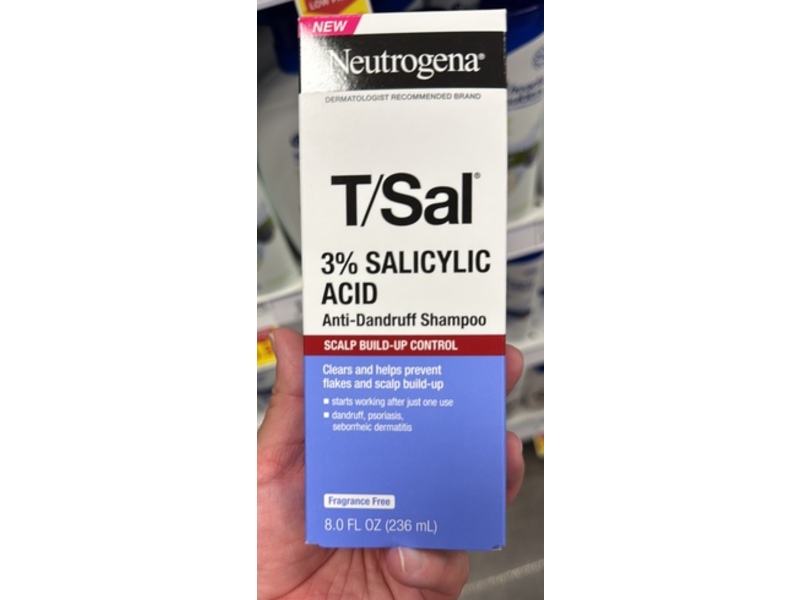 LOW
NEW
Neutrogena®
DERMATOLOGIST RECOMMENDED BRAND
T/Sal®
3% SALICYLIC
ACID
Anti-Dandruff Shampoo
SCALP BUILD-UP CONTROL
Clears and helps prevent
flakes and scalp build-up
■ starts working after just one use
■ dandruff, psoriasis,
seborrheic dermatitis
Fragrance Free
8.0 FL OZ (236 mL)